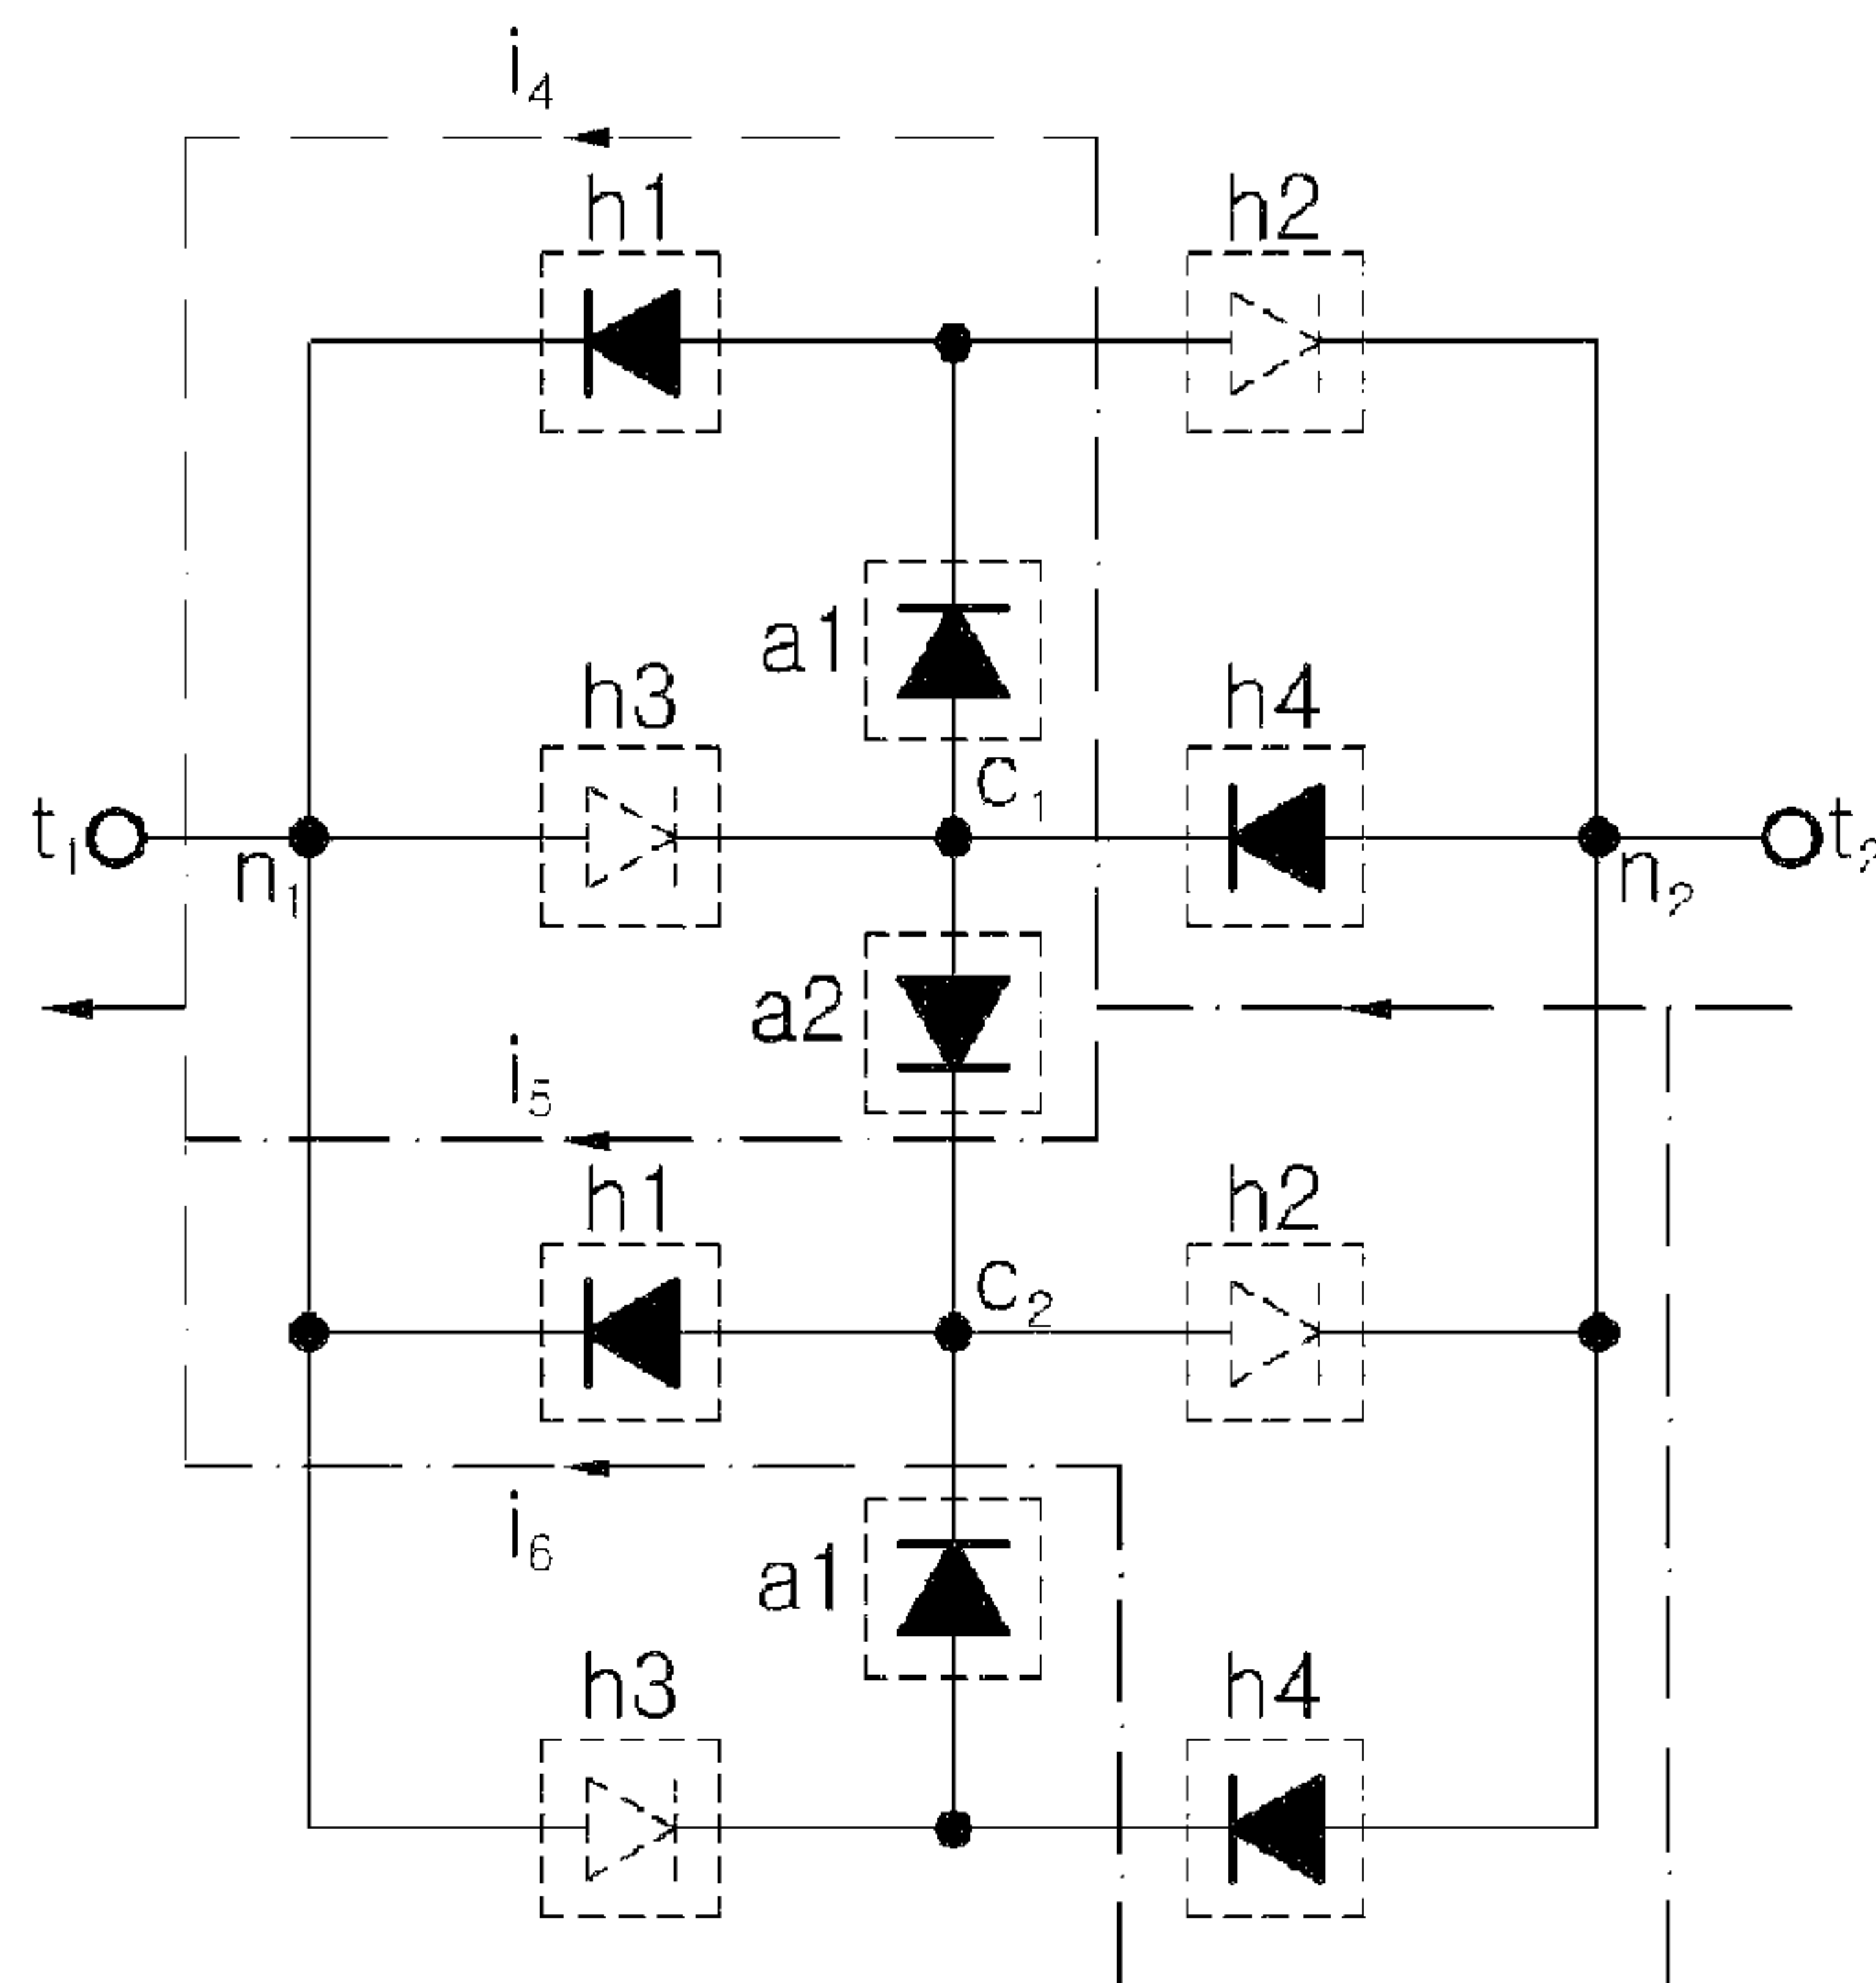 i₄
h1 h2
a1
h3 h4
C₁
t₁ t₂
n₁ n₂
a2
i₅
h1 h2
C₂
i₆
a1
h3 h4